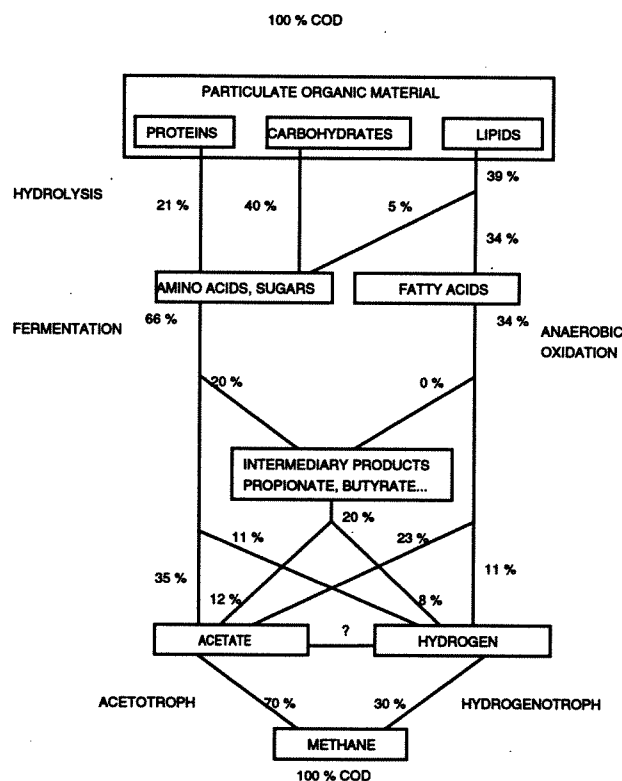 100 % COD
PARTICULATE ORGANIC MATERIAL
PROTEINS
CARBOHYDRATES
LIPIDS
39 %
HYDROLYSIS
21 %
40 %
5 %
34 %
AMINO ACIDS, SUGARS
FATTY ACIDS
FERMENTATION
66 %
34 %
ANAEROBIC
OXIDATION
20 %
0 %
INTERMEDIARY PRODUCTS
PROPIONATE, BUTYRATE...
20 %
11 %
23 %
35 %
11 %
12 %
8 %
?
ACETATE
HYDROGEN
ACETOTROPH
70 %
30 %
HYDROGENOTROPH
METHANE
100 % COD